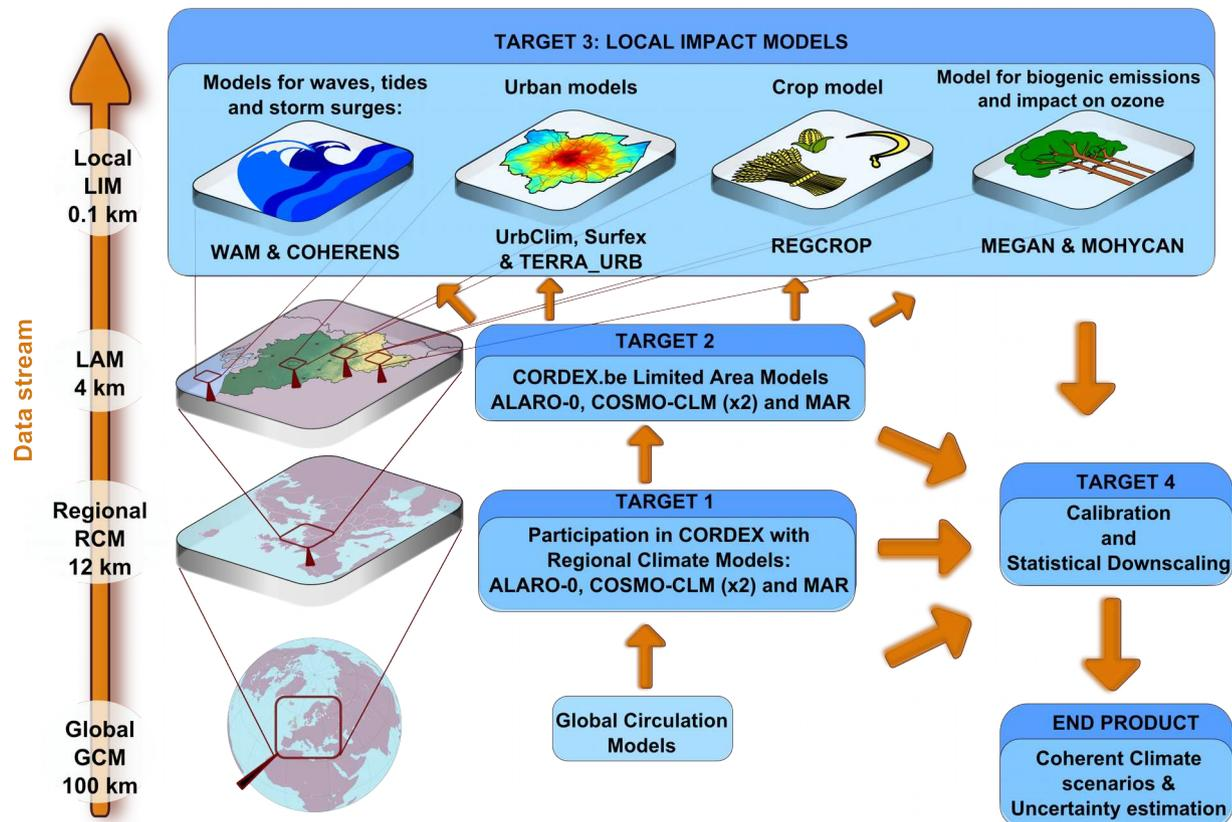 TARGET 3: LOCAL IMPACT MODELS
Models for waves, tides
and storm surges:
Urban models
Crop model
Model for biogenic emissions
and impact on ozone
WAM & COHERENS
UrbClim, Surfex
& TERRA_URB
REGCROP
MEGAN & MOHYCAN
Data stream
Local
LIM
0.1 km
LAM
4 km
Regional
RCM
12 km
Global
GCM
100 km
TARGET 2
CORDEX.be Limited Area Models
ALARO-0, COSMO-CLM (x2) and MAR
TARGET 1
Participation in CORDEX with
Regional Climate Models:
ALARO-0, COSMO-CLM (x2) and MAR
Global Circulation
Models
TARGET 4
Calibration
and
Statistical Downscaling
END PRODUCT
Coherent Climate
scenarios &
Uncertainty estimation